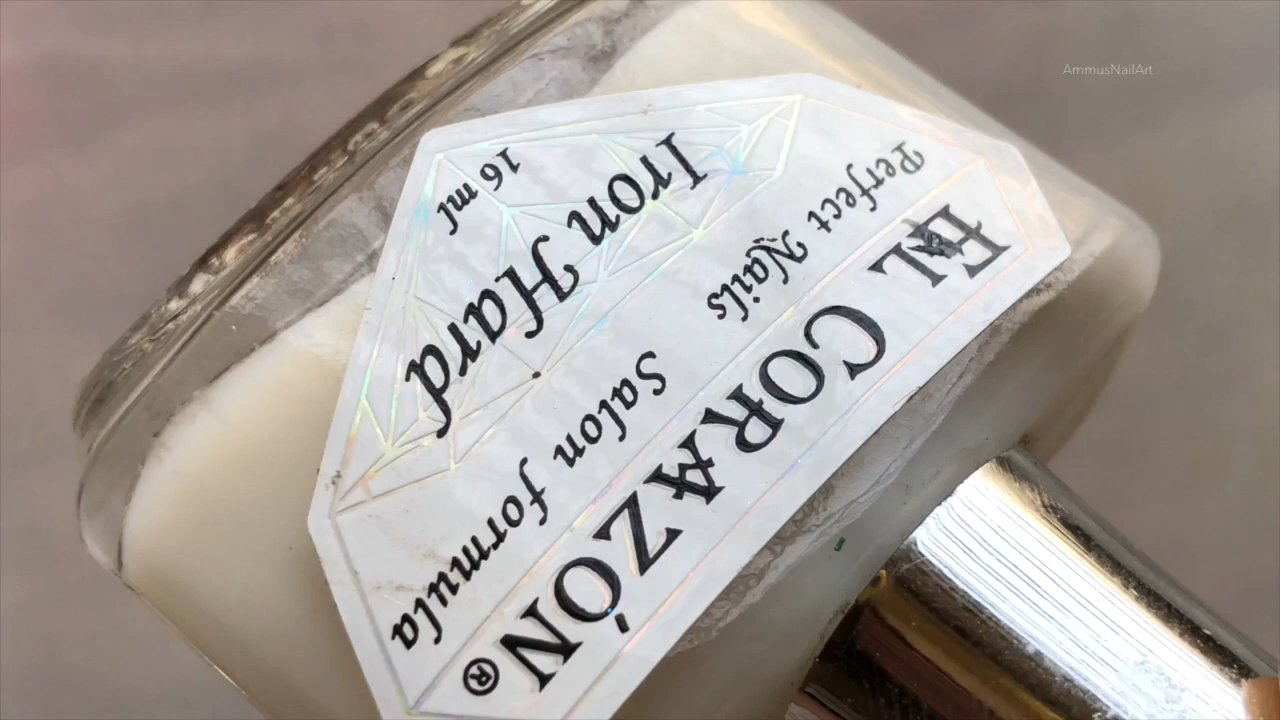 AmmusNailArt
EL CORAZÓN®
Perfect Nails Salon formula
Iron Hard
16 ml